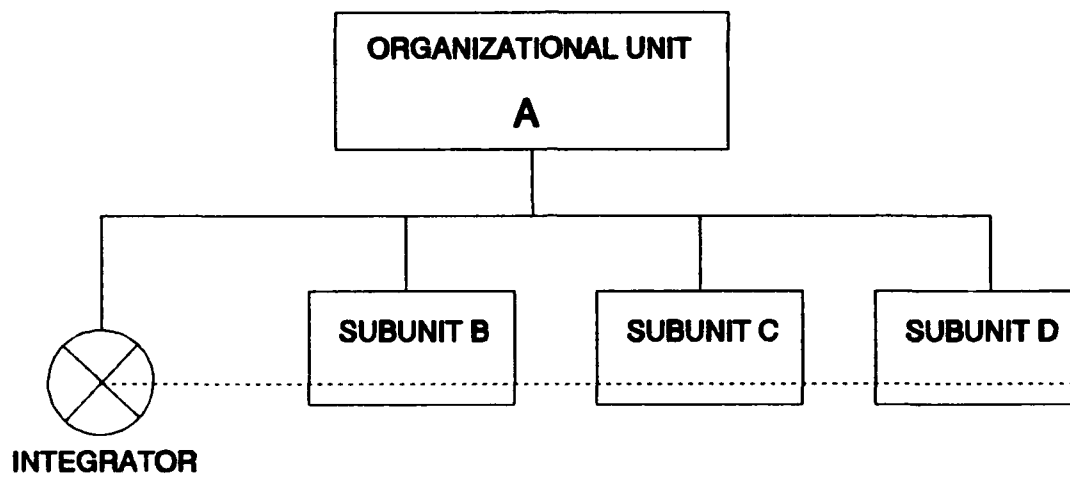 ORGANIZATIONAL UNIT
A
SUBUNIT B
SUBUNIT C
SUBUNIT D
INTEGRATOR